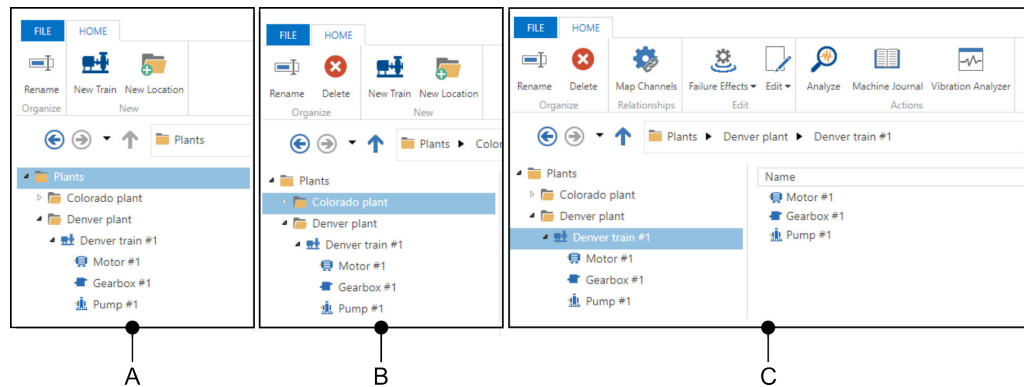 FILE HOME
Rename New Train New Location
Organize New
Plants
Plants
Colorado plant
Denver plant
Denver train #1
Motor #1
Gearbox #1
Pump #1
A
FILE HOME
Rename Delete New Train New Location
Organize New
Plants Color
Plants
Colorado plant
Denver plant
Denver train #1
Motor #1
Gearbox #1
Pump #1
B
FILE HOME
Rename Delete Map Channels Failure Effects Edit Analyze Machine Journal Vibration Analyzer
Organize Relationships Edit Actions
Plants Denver plant Denver train #1
Plants
Colorado plant
Denver plant
Denver train #1
Motor #1
Gearbox #1
Pump #1
Name
Motor #1
Gearbox #1
Pump #1
C